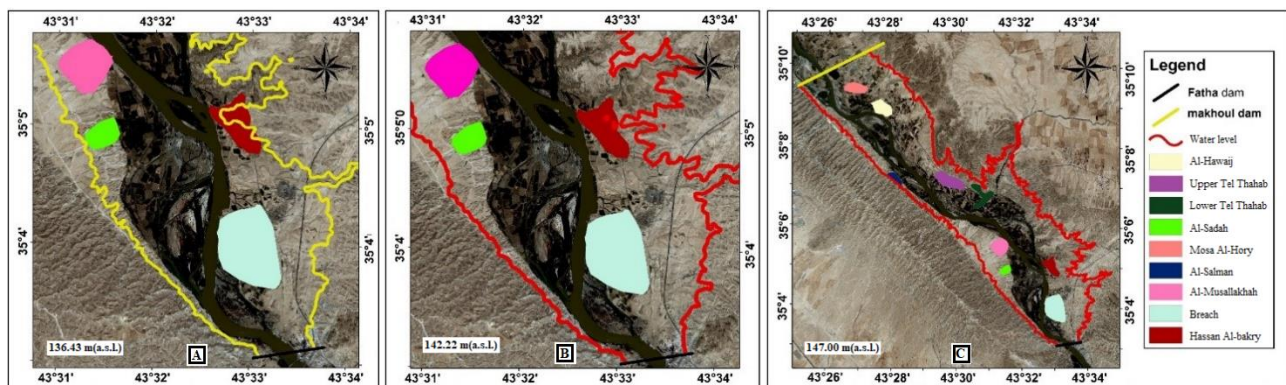 43°31' 43°32' 43°33' 43°34'
35°5'
35°4'
35°5'
35°4'
136.43 m(a.s.l.)
A
43°31' 43°32' 43°33' 43°34'
43°31' 43°32' 43°33' 43°34'
35°5'0
35°4'
35°5'
35°4'
142.22 m(a.s.l.)
B
43°31' 43°32' 43°33' 43°34'
43°26' 43°28' 43°30' 43°32' 43°34'
35°10'
35°8'
35°6'
35°4'
35°10'
35°8'
35°6'
35°4'
147.00 m(a.s.l.)
C
43°26' 43°28' 43°30' 43°32' 43°34'
Legend
Fatha dam
makhoul dam
Water level
Al-Hawaij
Upper Tel Thahab
Lower Tel Thahab
Al-Sadah
Mosa Al-Hory
Al-Salman
Al-Musallakhah
Breach
Hassan Al-bakry